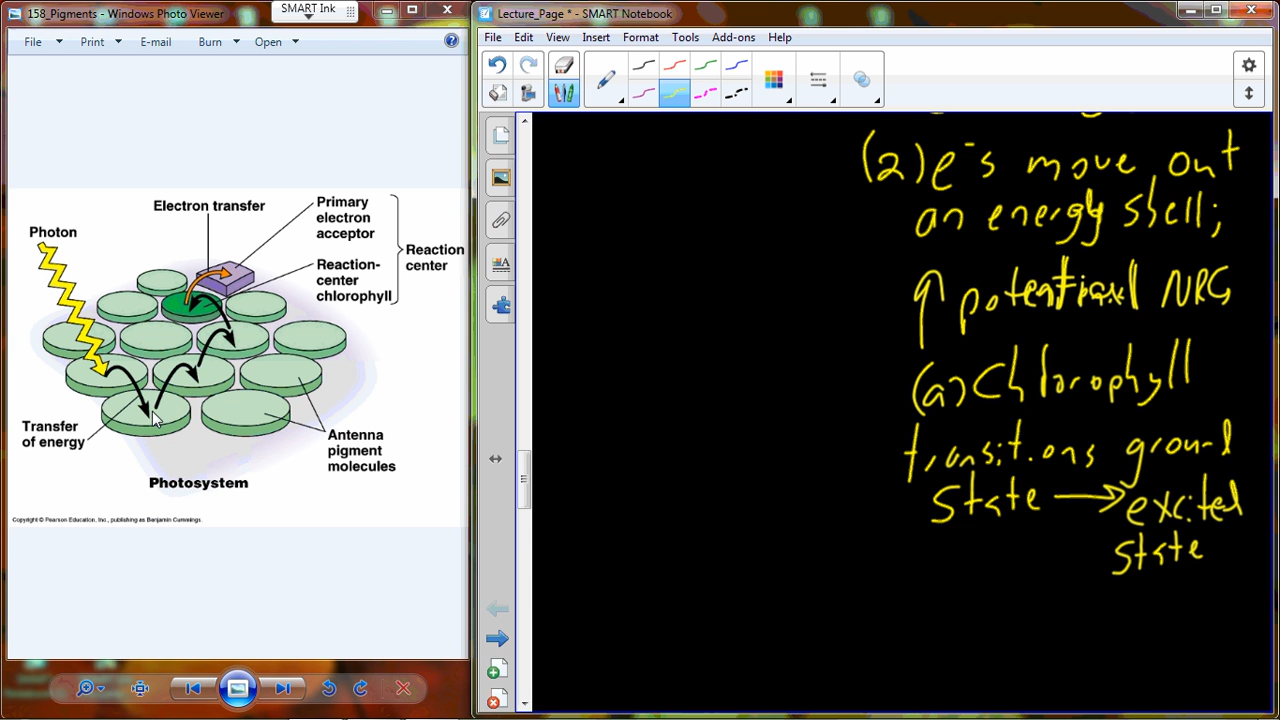 158_Pigments - Windows Photo Viewer
SMART Ink
File Print E-mail Burn Open
Photon
Electron transfer
Primary
electron
acceptor
Reaction-
center
chlorophyll
Reaction
center
Transfer
of energy
Antenna
pigment
molecules
Photosystem
Copyright © Pearson Education, Inc., publishing as Benjamin Cummings.
Lecture_Page * - SMART Notebook
File Edit View Insert Format Tools Add-ons Help
(2) e-s move out
an energy shell;
↑ potential NRG
(a) Chlorophyll
transitions ground
state → excited
state